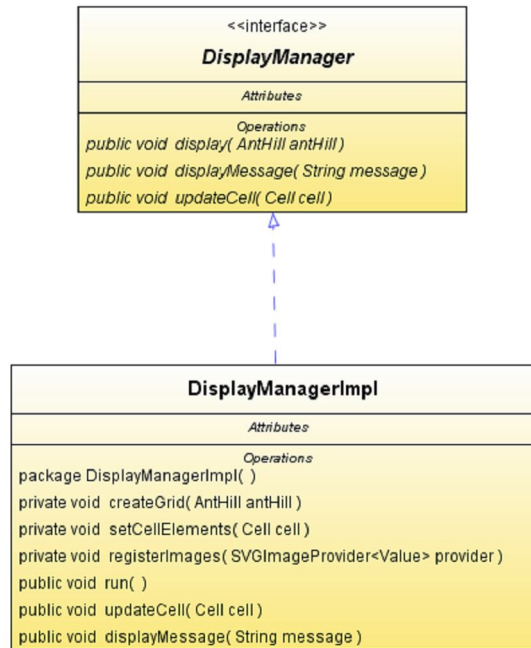 <<interface>>
DisplayManager
Attributes
Operations
public void display( AntHill antHill )
public void displayMessage( String message )
public void updateCell( Cell cell )
DisplayManagerImpl
Attributes
Operations
package DisplayManagerImpl( )
private void createGrid( AntHill antHill )
private void setCellElements( Cell cell )
private void registerImages( SVGImageProvider<Value> provider )
public void run( )
public void updateCell( Cell cell )
public void displayMessage( String message )